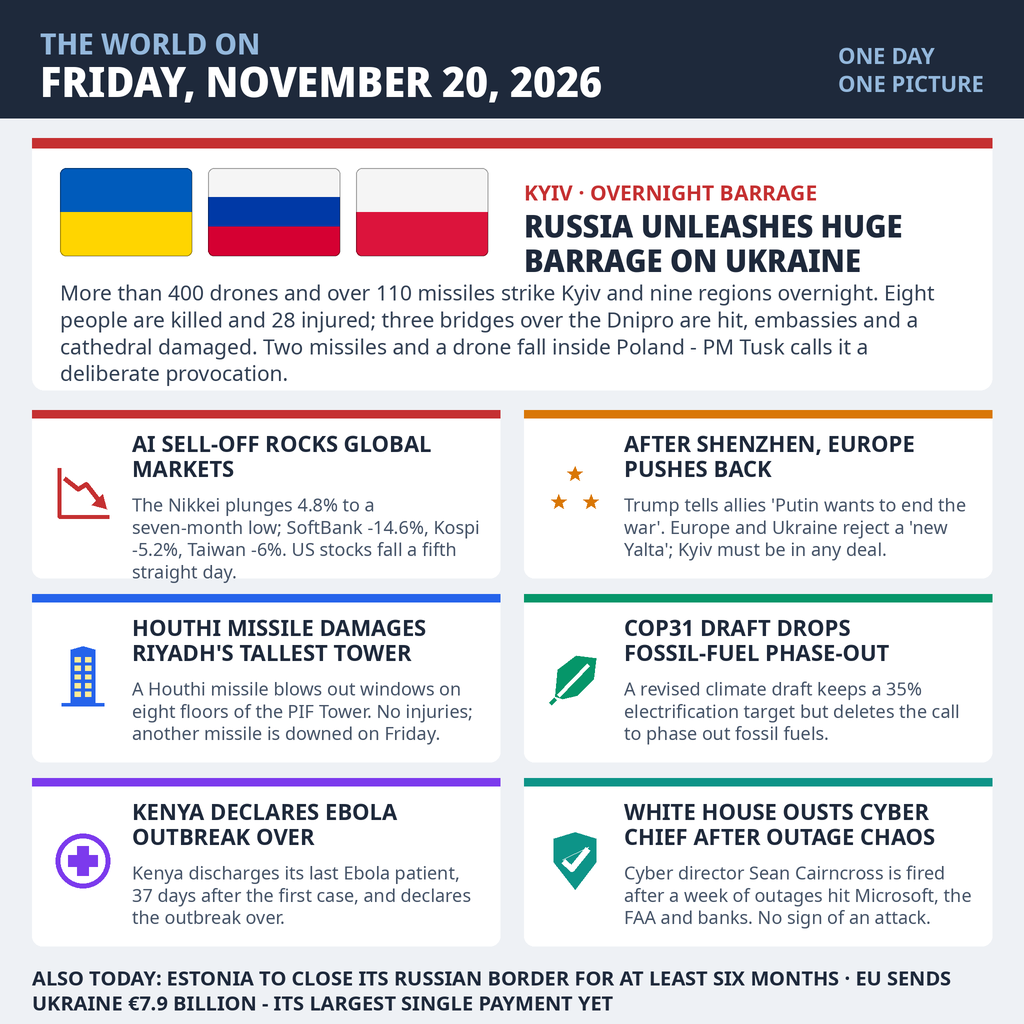 THE WORLD ON
FRIDAY, NOVEMBER 20, 2026
ONE DAY
ONE PICTURE
KYIV · OVERNIGHT BARRAGE
RUSSIA UNLEASHES HUGE
BARRAGE ON UKRAINE
More than 400 drones and over 110 missiles strike Kyiv and nine regions overnight. Eight
people are killed and 28 injured; three bridges over the Dnipro are hit, embassies and a
cathedral damaged. Two missiles and a drone fall inside Poland - PM Tusk calls it a
deliberate provocation.
AI SELL-OFF ROCKS GLOBAL
MARKETS
The Nikkei plunges 4.8% to a
seven-month low; SoftBank -14.6%, Kospi
-5.2%, Taiwan -6%. US stocks fall a fifth
straight day.
AFTER SHENZHEN, EUROPE
PUSHES BACK
Trump tells allies 'Putin wants to end the
war'. Europe and Ukraine reject a 'new
Yalta'; Kyiv must be in any deal.
HOUTHI MISSILE DAMAGES
RIYADH'S TALLEST TOWER
A Houthi missile blows out windows on
eight floors of the PIF Tower. No injuries;
another missile is downed on Friday.
COP31 DRAFT DROPS
FOSSIL-FUEL PHASE-OUT
A revised climate draft keeps a 35%
electrification target but deletes the call
to phase out fossil fuels.
KENYA DECLARES EBOLA
OUTBREAK OVER
Kenya discharges its last Ebola patient,
37 days after the first case, and declares
the outbreak over.
WHITE HOUSE OUSTS CYBER
CHIEF AFTER OUTAGE CHAOS
Cyber director Sean Cairncross is fired
after a week of outages hit Microsoft, the
FAA and banks. No sign of an attack.
ALSO TODAY: ESTONIA TO CLOSE ITS RUSSIAN BORDER FOR AT LEAST SIX MONTHS · EU SENDS
UKRAINE €7.9 BILLION - ITS LARGEST SINGLE PAYMENT YET